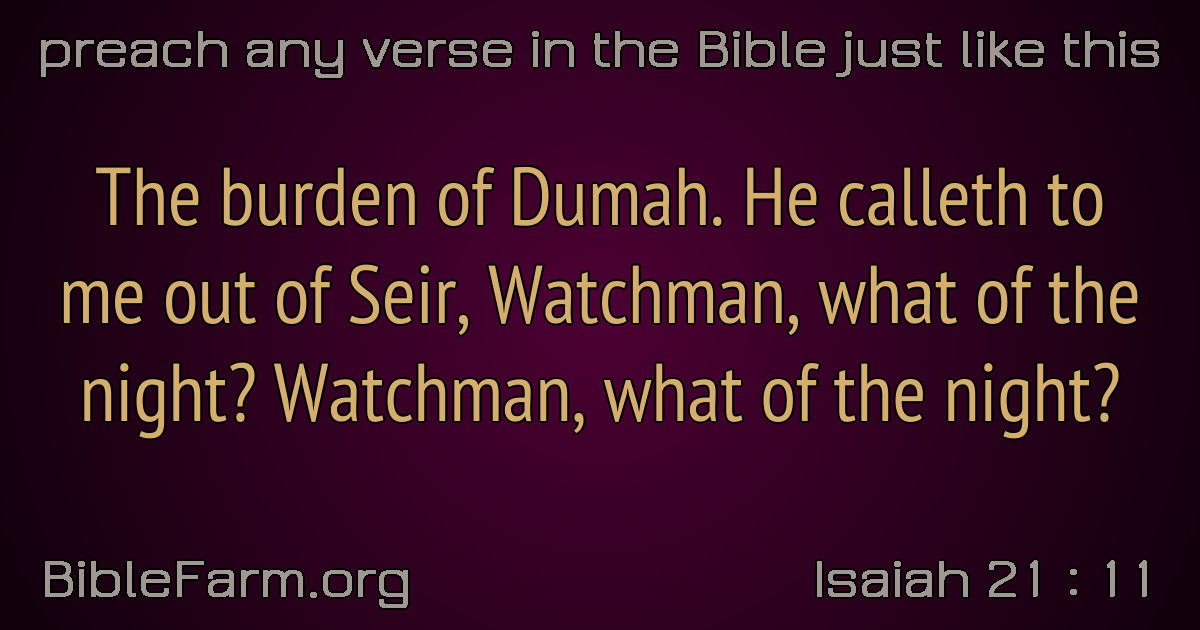 preach any verse in the Bible just like this
The burden of Dumah. He calleth to
me out of Seir, Watchman, what of the
night? Watchman, what of the night?
BibleFarm.org
Isaiah 21 : 11